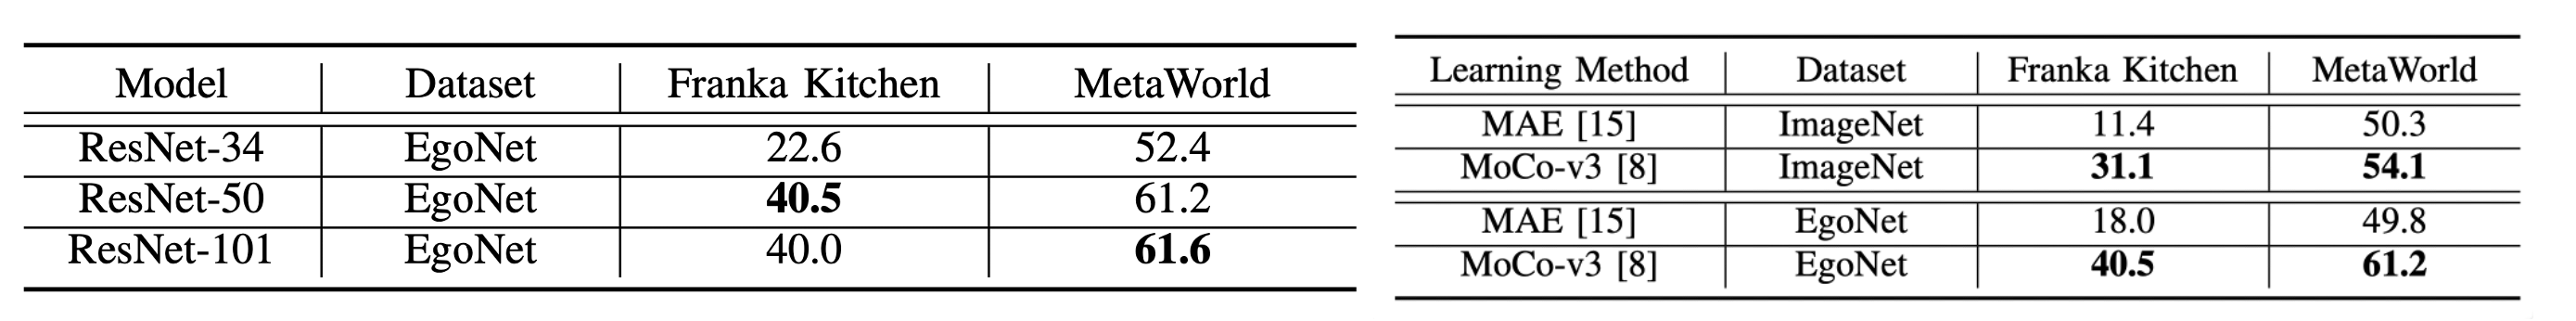 Model Dataset Franka Kitchen MetaWorld
ResNet-34 EgoNet 22.6 52.4
ResNet-50 EgoNet 40.5 61.2
ResNet-101 EgoNet 40.0 61.6
Learning Method Dataset Franka Kitchen MetaWorld
MAE [15] ImageNet 11.4 50.3
MoCo-v3 [8] ImageNet 31.1 54.1
MAE [15] EgoNet 18.0 49.8
MoCo-v3 [8] EgoNet 40.5 61.2